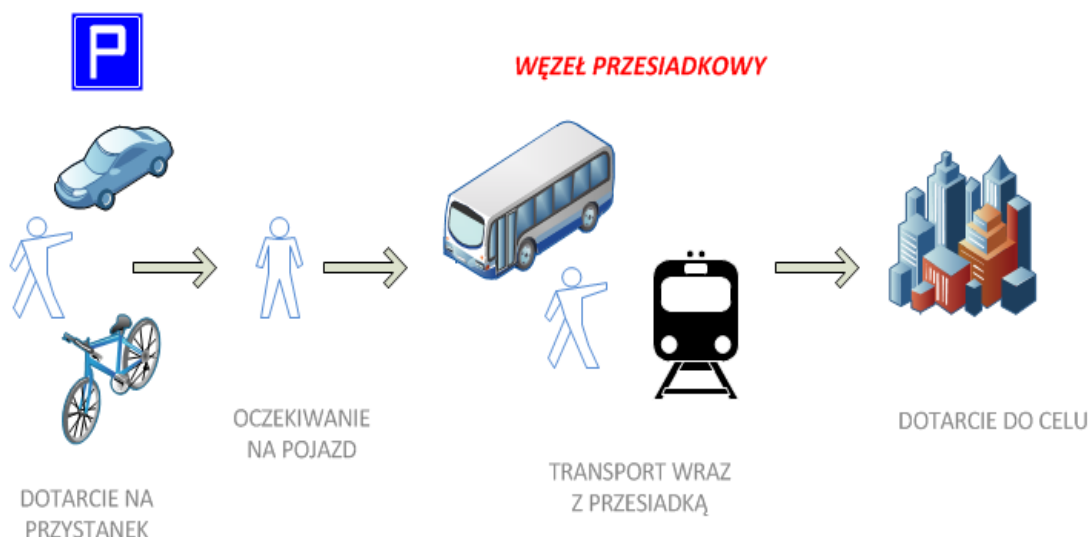 P
WĘZEŁ PRZESIADKOWY
OCZEKIWANIE
NA POJAZD
DOTARCIE DO CELU
TRANSPORT WRAZ
Z PRZESIADKĄ
DOTARCIE NA
PRZYSTANEK